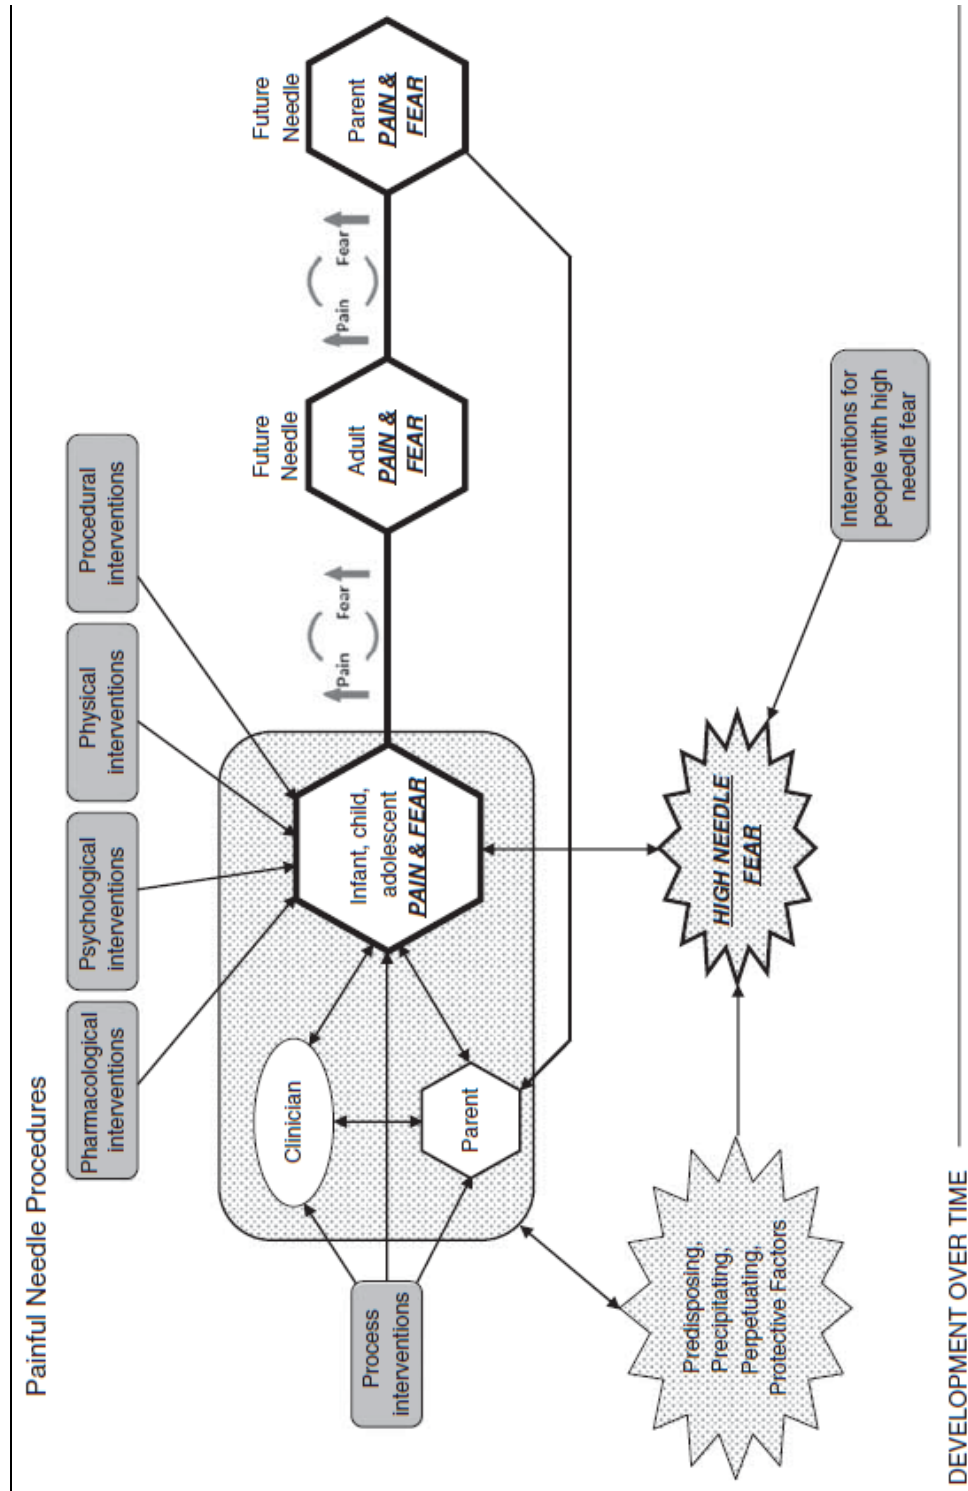 Painful Needle Procedures
Pharmacological
interventions
Psychological
interventions
Physical
interventions
Procedural
interventions
Process
interventions
Clinician
Parent
Infant, child,
adolescent
PAIN & FEAR
Pain
Fear
Future
Needle
Adult
PAIN &
FEAR
Pain
Fear
Future
Needle
Parent
PAIN &
FEAR
Predisposing,
Precipitating,
Perpetuating,
Protective Factors
HIGH NEEDLE
FEAR
Interventions for
people with high
needle fear
DEVELOPMENT OVER TIME